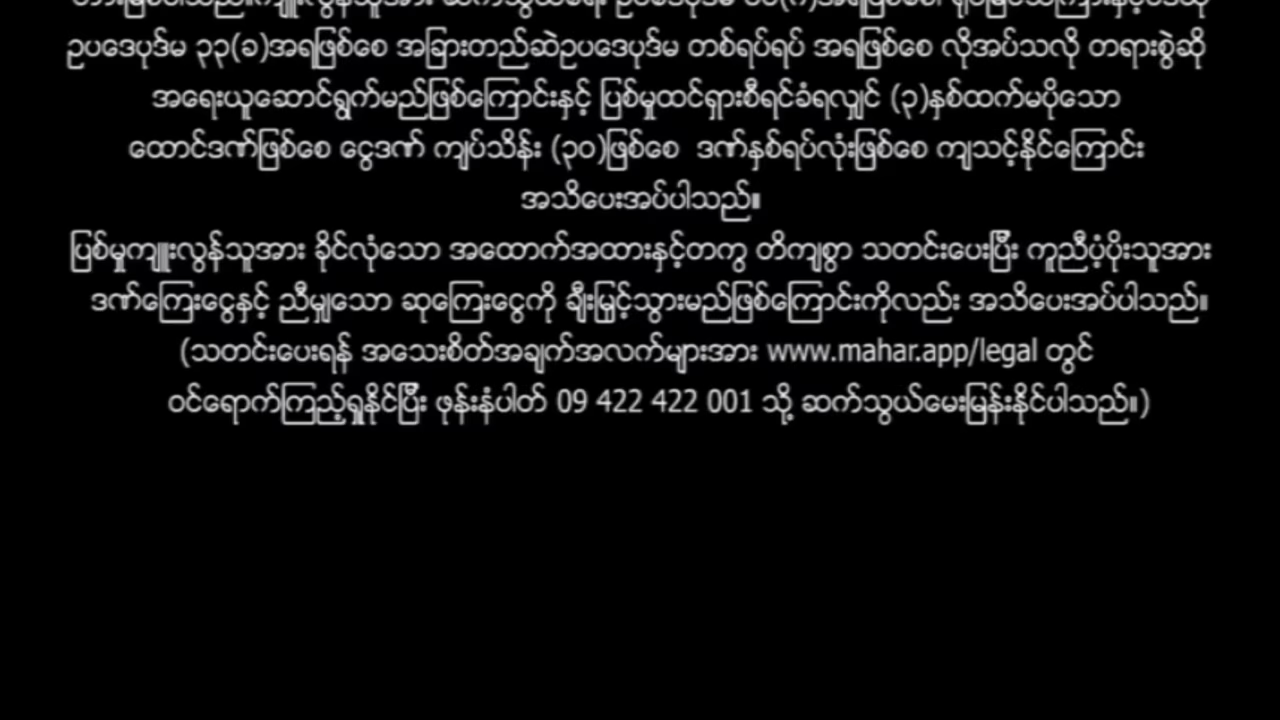 ဥပဒေပုဒ်မ ၃၃(ခ)အရဖြစ်စေ အခြားတည်ဆဲဥပဒေပုဒ်မ တစ်ရပ်ရပ် အရဖြစ်စေ လိုအပ်သလို တရားစွဲဆို
အရေးယူဆောင်ရွက်မည်ဖြစ်ကြောင်းနှင့် ပြစ်မှုထင်ရှားစီရင်ခံရလျှင် (၃)နှစ်ထက်မပိုသော
ထောင်ဒဏ်ဖြစ်စေ ငွေဒဏ် ကျပ်သိန်း (၃၀)ဖြစ်စေ ဒဏ်နှစ်ရပ်လုံးဖြစ်စေ ကျသင့်နိုင်ကြောင်း
အသိပေးအပ်ပါသည်။
ပြစ်မှုကျူးလွန်သူအား ခိုင်လုံသော အထောက်အထားနှင့်တကွ တိကျစွာ သတင်းပေးပြီး ကူညီပံ့ပိုးသူအား
ဒဏ်ကြေးငွေနှင့် ညီမျှသော ဆုကြေးငွေကို ချီးမြှင့်သွားမည်ဖြစ်ကြောင်းကိုလည်း အသိပေးအပ်ပါသည်။
(သတင်းပေးရန် အသေးစိတ်အချက်အလက်များအား www.mahar.app/legal တွင်
ဝင်ရောက်ကြည့်ရှုနိုင်ပြီး ဖုန်းနံပါတ် 09 422 422 001 သို့ ဆက်သွယ်မေးမြန်းနိုင်ပါသည်။)